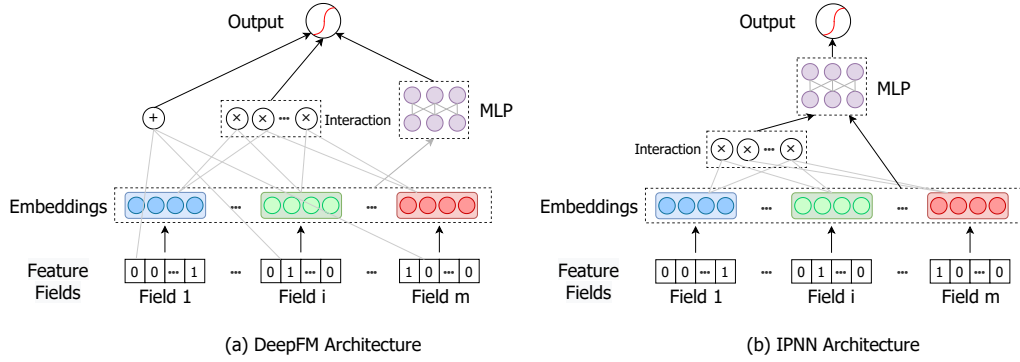 Output
+
× × ··· × Interaction
MLP
Embeddings ··· ···
Feature Fields
0 0 ··· 1 ··· 0 1 ··· 0 ··· 1 0 ··· 0
Field 1 Field i Field m
(a) DeepFM Architecture
Output
MLP
Interaction × × ··· ×
Embeddings ··· ···
Feature Fields
0 0 ··· 1 ··· 0 1 ··· 0 ··· 1 0 ··· 0
Field 1 Field i Field m
(b) IPNN Architecture